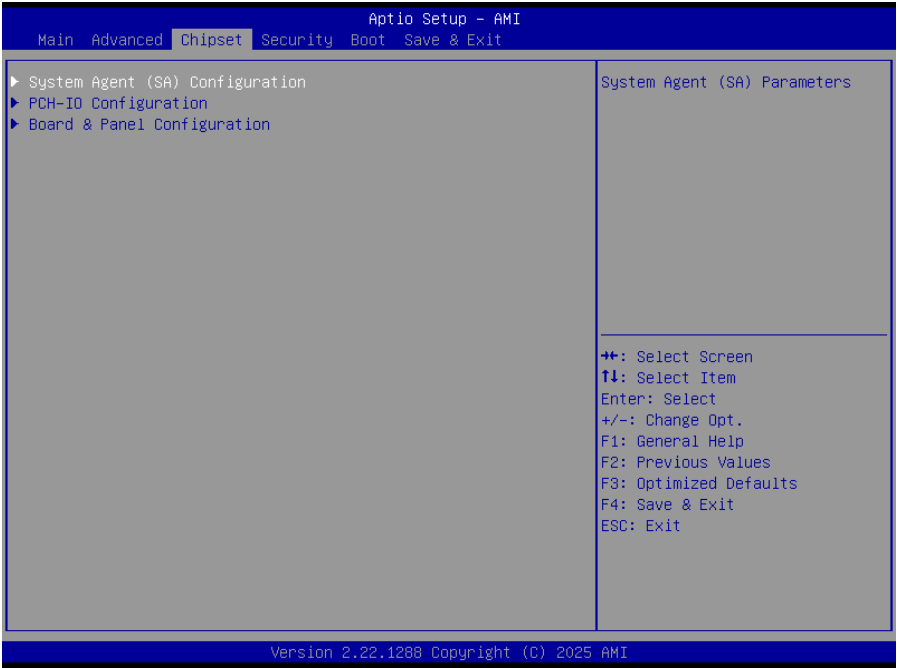 Aptio Setup – AMI
Main Advanced Chipset Security Boot Save & Exit
System Agent (SA) Configuration
PCH-IO Configuration
Board & Panel Configuration
System Agent (SA) Parameters
→←: Select Screen
↑↓: Select Item
Enter: Select
+/-: Change Opt.
F1: General Help
F2: Previous Values
F3: Optimized Defaults
F4: Save & Exit
ESC: Exit
Version 2.22.1288 Copyright (C) 2025 AMI